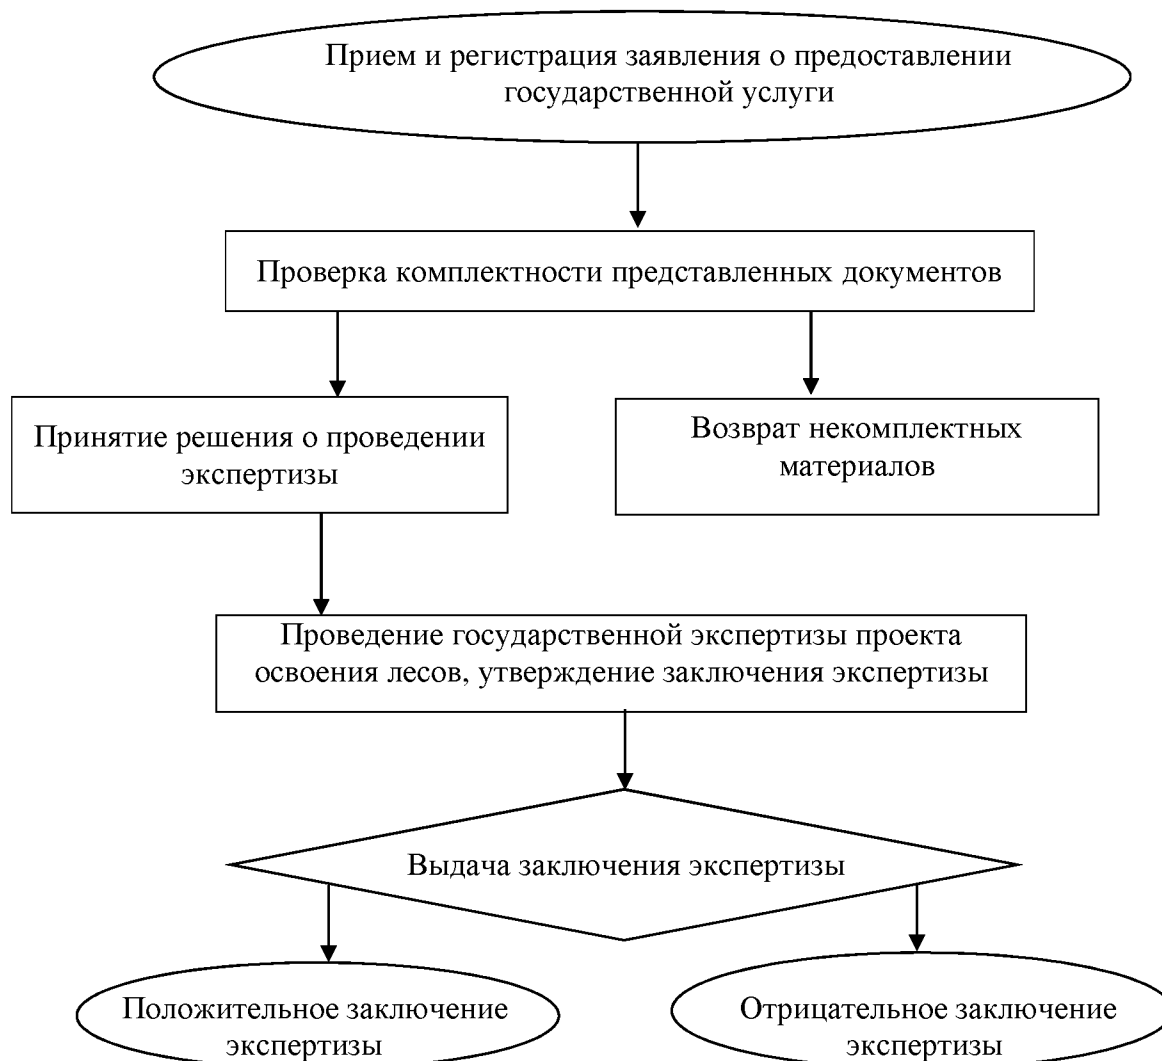 Прием и регистрация заявления о предоставлении
государственной услуги
Проверка комплектности представленных документов
Принятие решения о проведении
экспертизы
Возврат некомплектных
материалов
Проведение государственной экспертизы проекта
освоения лесов, утверждение заключения экспертизы
Выдача заключения экспертизы
Положительное заключение
экспертизы
Отрицательное заключение
экспертизы